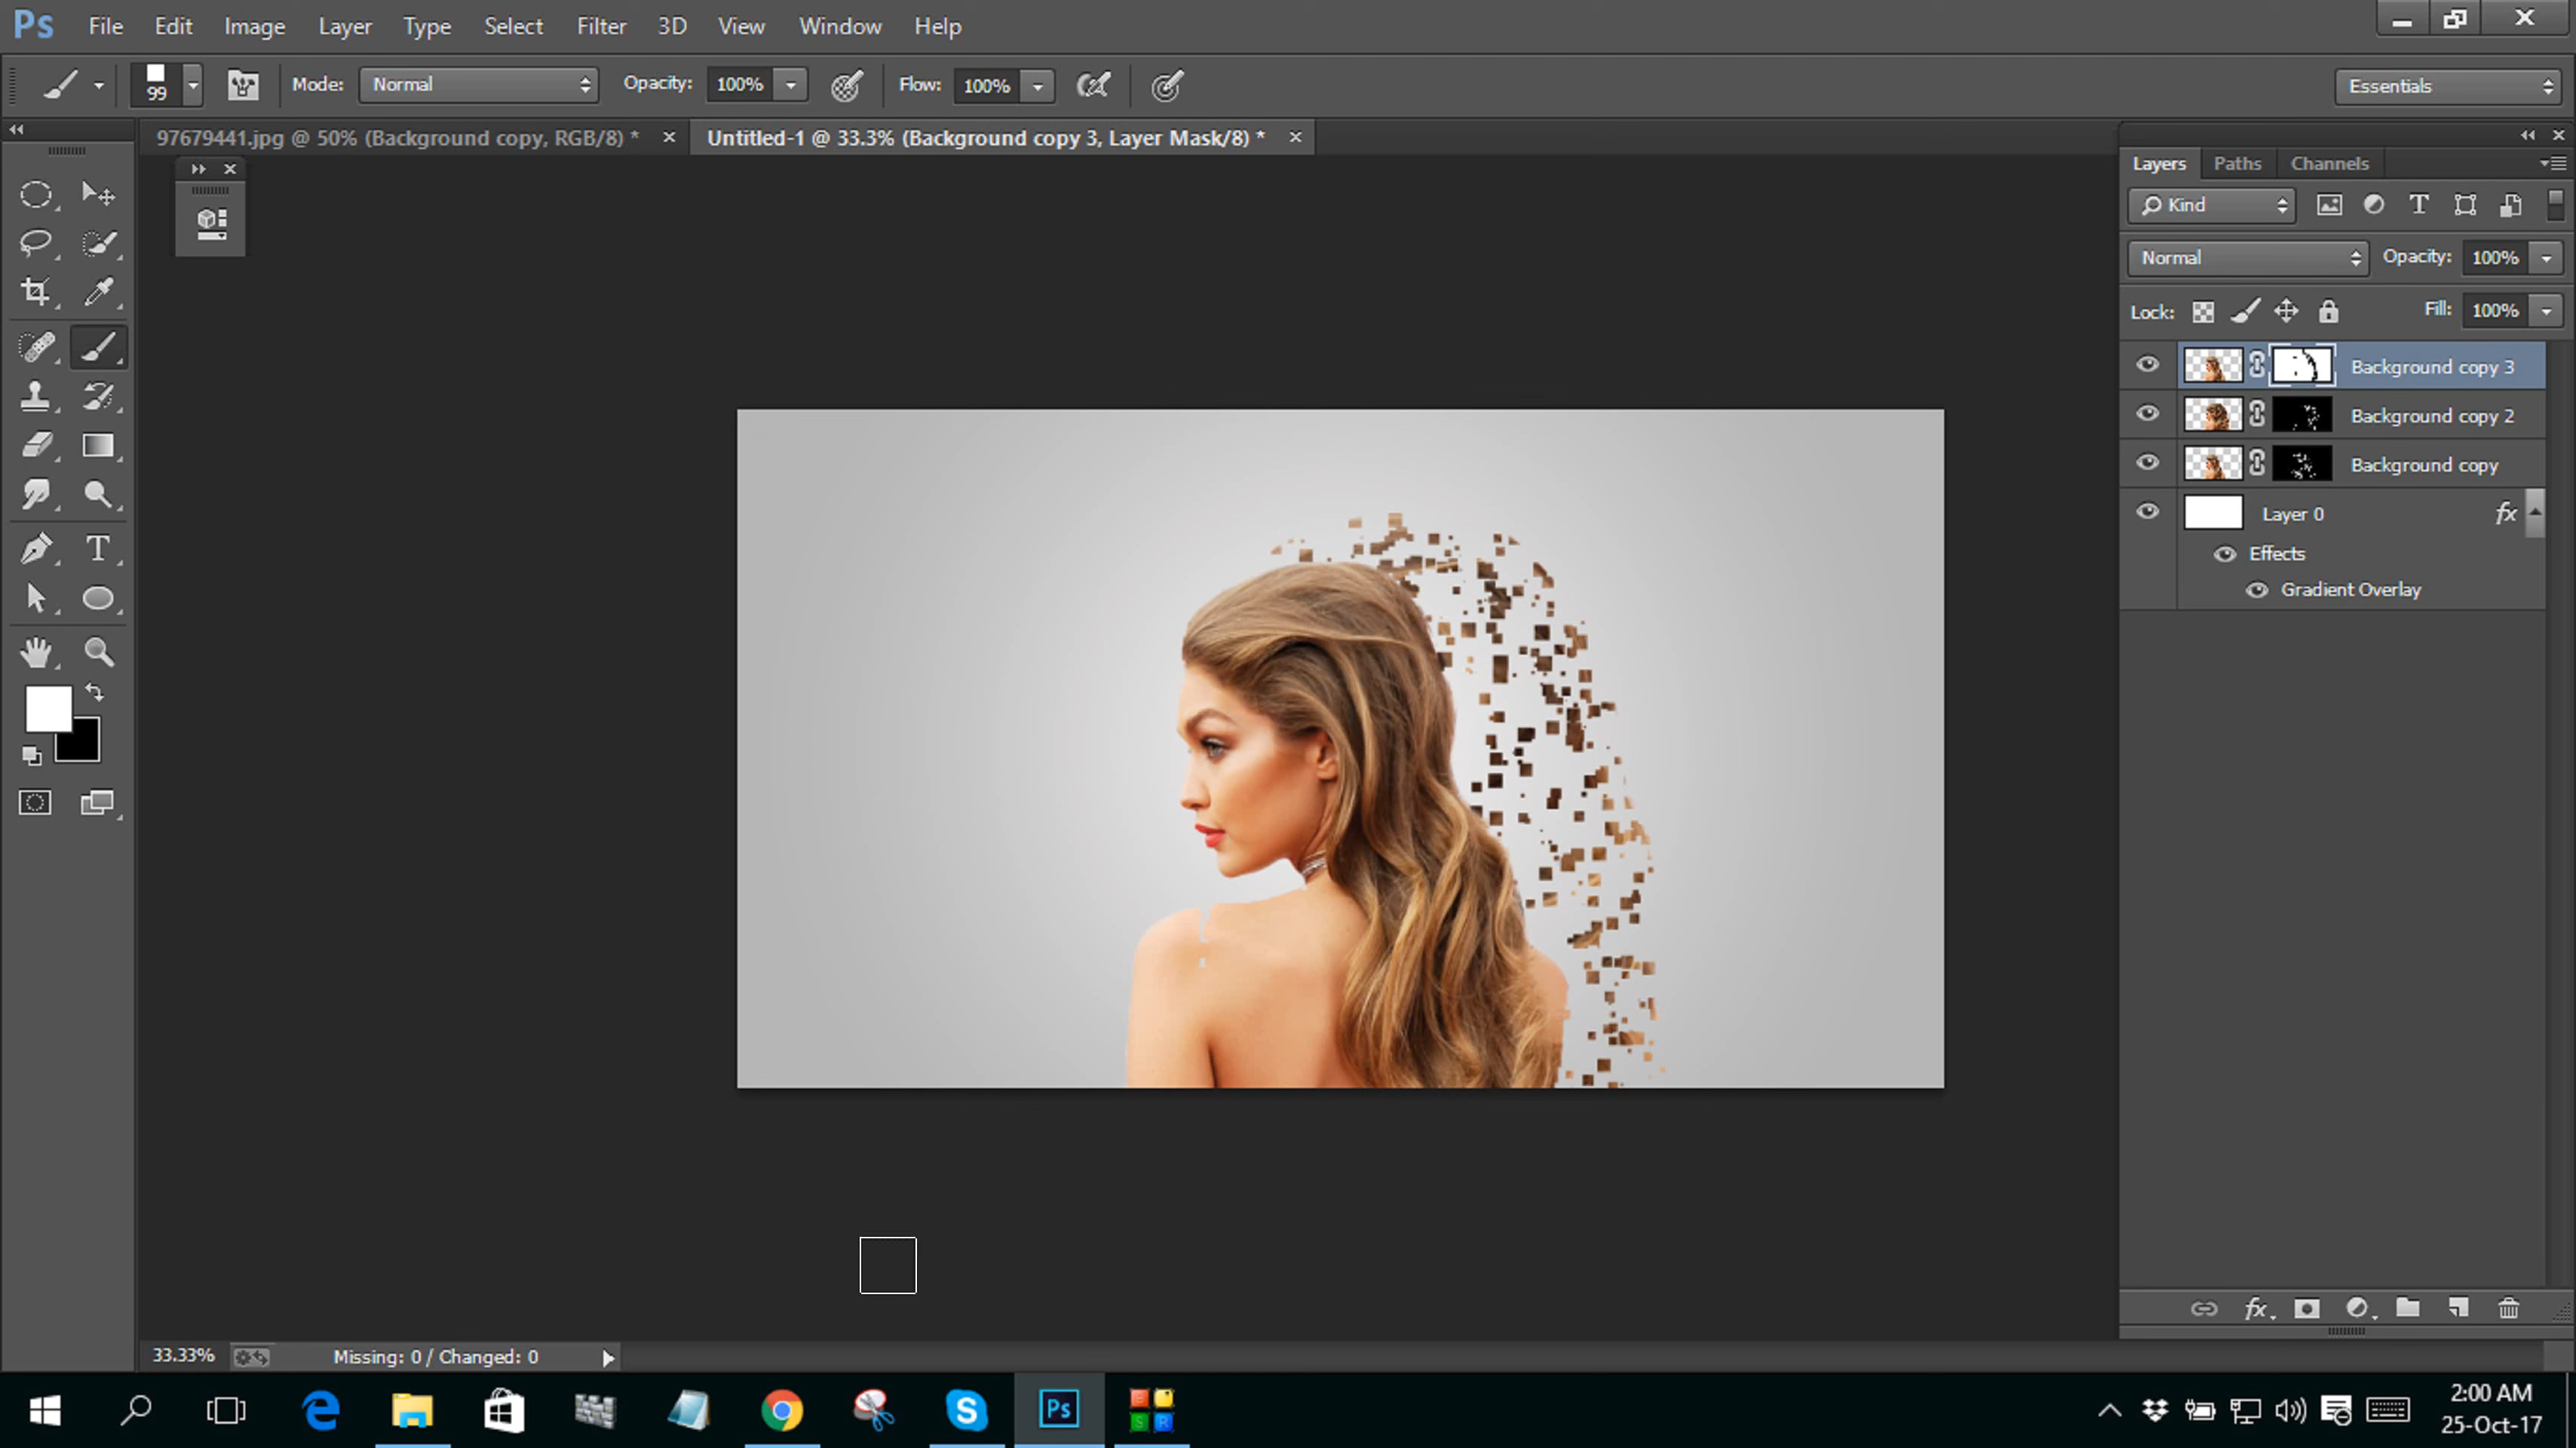 Ps File Edit Image Layer Type Select Filter 3D View Window Help
99 Mode: Normal Opacity: 100% Flow: 100% Essentials
97679441.jpg @ 50% (Background copy, RGB/8) * Untitled-1 @ 33.3% (Background copy 3, Layer Mask/8) *
Layers Paths Channels
Kind
Normal Opacity: 100%
Lock: Fill: 100%
Background copy 3
Background copy 2
Background copy
Layer 0 fx
Effects
Gradient Overlay
T
fx
33.33% Missing: 0 / Changed: 0
2:00 AM
25-Oct-17
S Ps